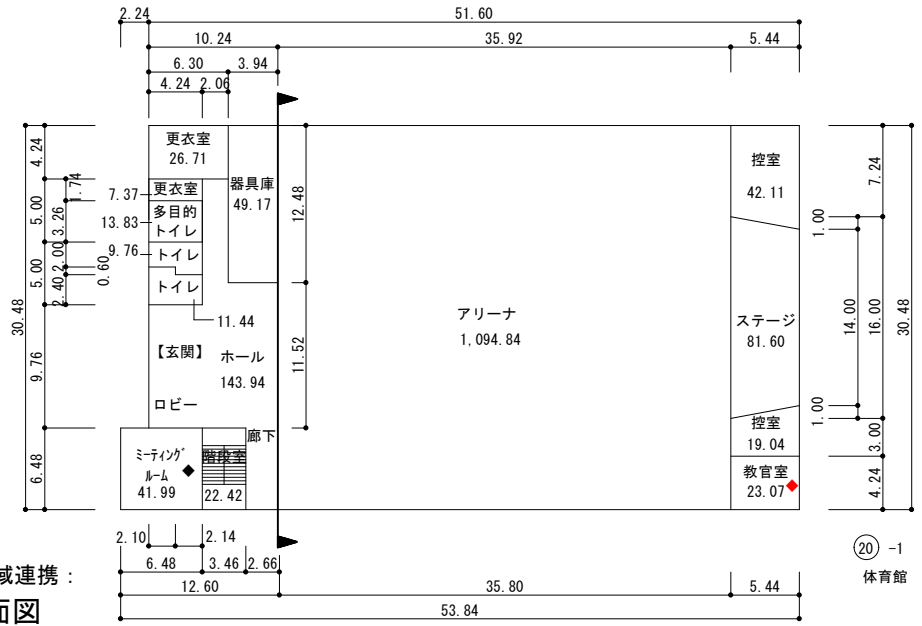 2.24
51.60
10.24
35.92
5.44
6.30
3.94
4.24
2.06
30.48
4.24
5.00
5.00
9.76
6.48
1.74
3.26
2.00
2.40
0.60
更衣室
26.71
7.37
更衣室
13.83
多目的
トイレ
9.76
トイレ
トイレ
11.44
器具庫
49.17
12.48
11.52
【玄関】
ホール
143.94
ロビー
廊下
ミーティング
ルーム
41.99
階段室
22.42
アリーナ
1,094.84
控室
42.11
ステージ
81.60
控室
19.04
教官室
23.07
1.00
14.00
1.00
7.24
16.00
3.00
4.24
30.48
2.10
2.14
6.48
3.46
2.66
12.60
35.80
5.44
53.84
域連携：
面図
20 -1
体育館